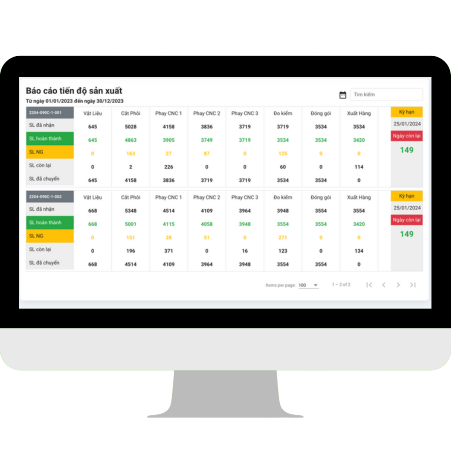 Báo cáo tiến độ sản xuất
Từ ngày 01/01/2023 đến ngày 30/12/2023
Tìm kiếm
2204-090C-1-001 Vật Liệu Cắt Phôi Phay CNC 1 Phay CNC 2 Phay CNC 3 Đo kiểm Đóng gói Xuất Hàng Kỳ hạn
SL đã nhận 645 5028 4158 3836 3719 3719 3534 3534 25/01/2024
SL hoàn thành 645 4863 3905 3749 3719 3534 3534 3420 Ngày còn lại
SL NG 0 163 27 87 0 125 0 0 149
SL còn lại 0 2 226 0 0 60 0 114
SL đã chuyển 645 4158 3836 3719 3719 3534 3534 0
2204-090C-1-002 Vật Liệu Cắt Phôi Phay CNC 1 Phay CNC 2 Phay CNC 3 Đo kiểm Đóng gói Xuất Hàng Kỳ hạn
SL đã nhận 668 5348 4514 4109 3964 3948 3554 3554 25/01/2024
SL hoàn thành 668 5001 4115 4058 3948 3554 3554 3420 Ngày còn lại
SL NG 0 151 28 51 0 271 0 0 149
SL còn lại 0 196 371 0 16 123 0 134
SL đã chuyển 668 4514 4109 3964 3948 3554 3554 0
Items per page: 100 1 – 2 of 2